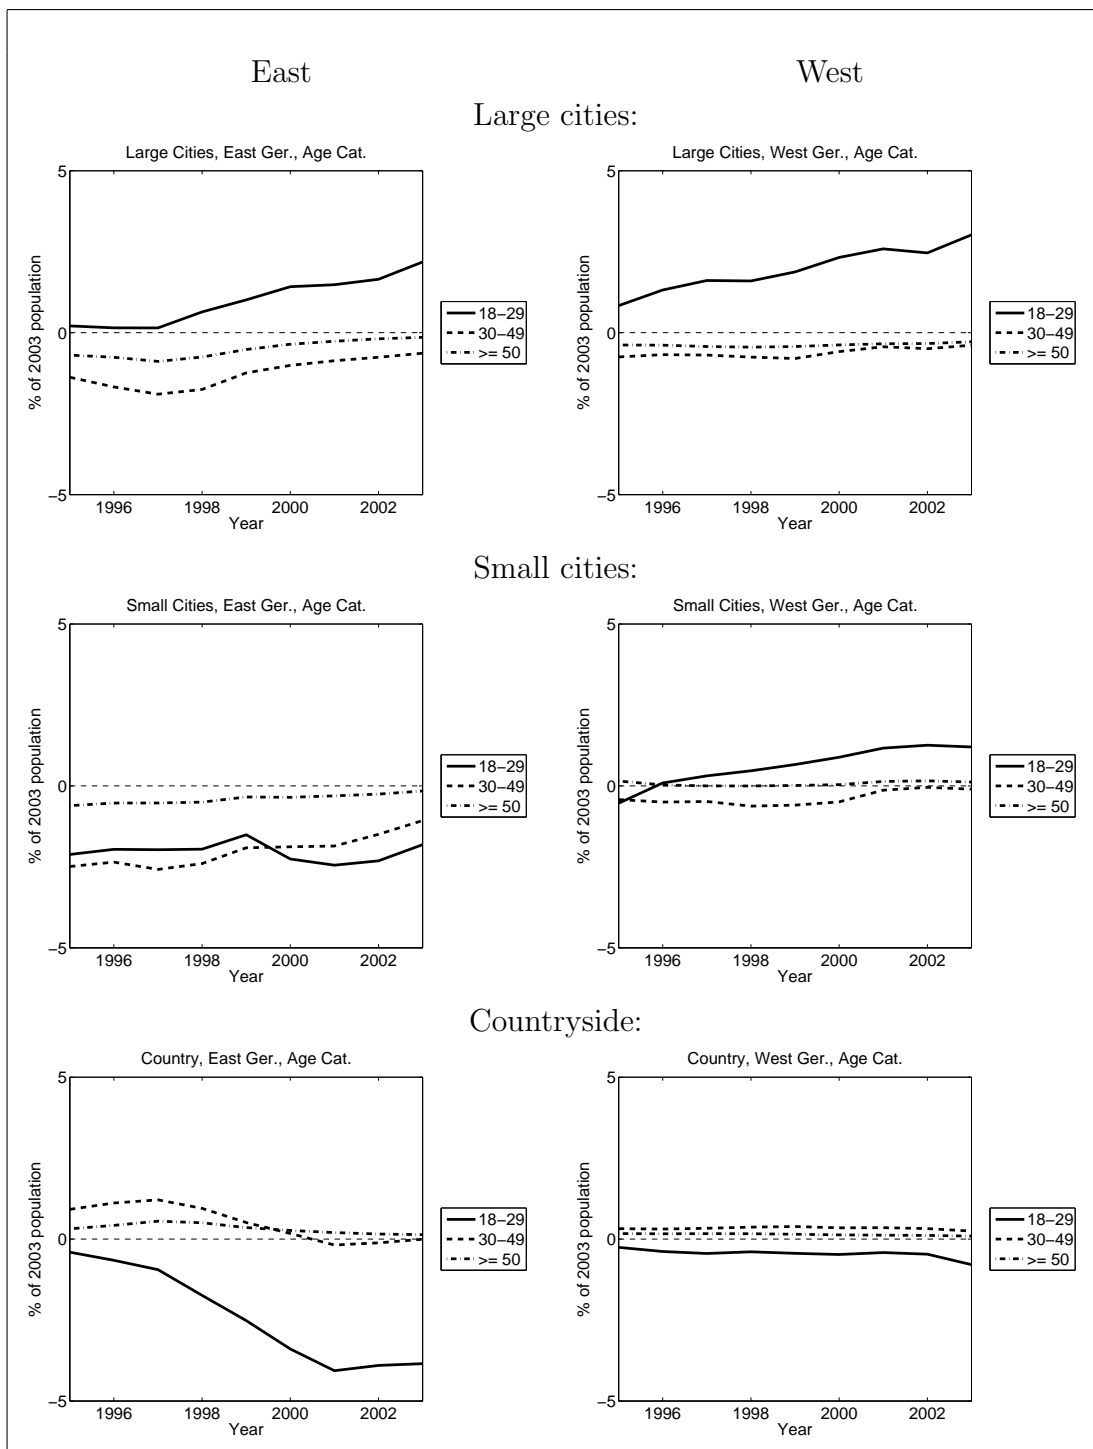 East
West
Large cities:
Large Cities, East Ger., Age Cat.
5
0
−5
% of 2003 population
1996 1998 2000 2002
Year
18−29
30−49
>= 50
Large Cities, West Ger., Age Cat.
5
0
−5
% of 2003 population
1996 1998 2000 2002
Year
18−29
30−49
>= 50
Small cities:
Small Cities, East Ger., Age Cat.
5
0
−5
% of 2003 population
1996 1998 2000 2002
Year
18−29
30−49
>= 50
Small Cities, West Ger., Age Cat.
5
0
−5
% of 2003 population
1996 1998 2000 2002
Year
18−29
30−49
>= 50
Countryside:
Country, East Ger., Age Cat.
5
0
−5
% of 2003 population
1996 1998 2000 2002
Year
18−29
30−49
>= 50
Country, West Ger., Age Cat.
5
0
−5
% of 2003 population
1996 1998 2000 2002
Year
18−29
30−49
>= 50